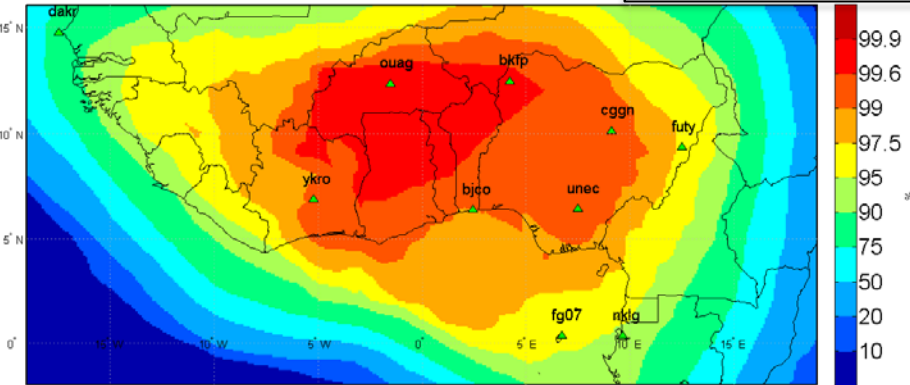 dakr
15° N
99.9
ouag
bkfp
99.6
cggn
99
10° N
futy
97.5
ykro
bjco
unec
95
%
90
5° N
75
50
fg07
nklg
20
0°
15° W
10° W
5° W
0°
5° E
10° E
15° E
10